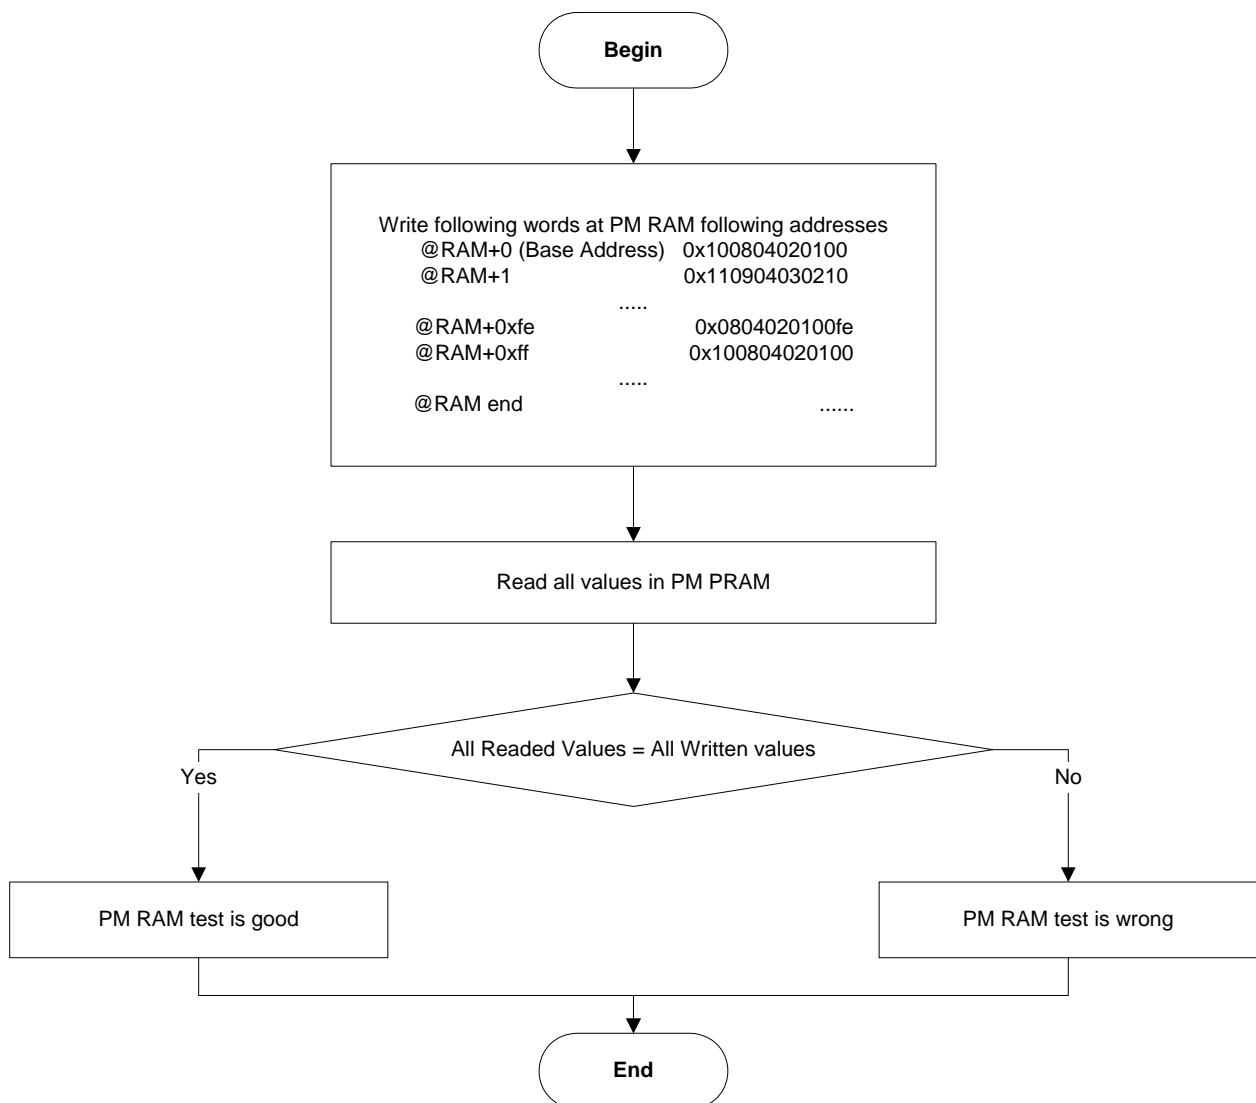 Begin
Write following words at PM RAM following addresses
@RAM+0 (Base Address) 0x100804020100
@RAM+1 0x110904030210
.....
@RAM+0xfe 0x0804020100fe
@RAM+0xff 0x100804020100
.....
@RAM end ......
Read all values in PM PRAM
All Readed Values = All Written values
Yes
No
PM RAM test is good
PM RAM test is wrong
End